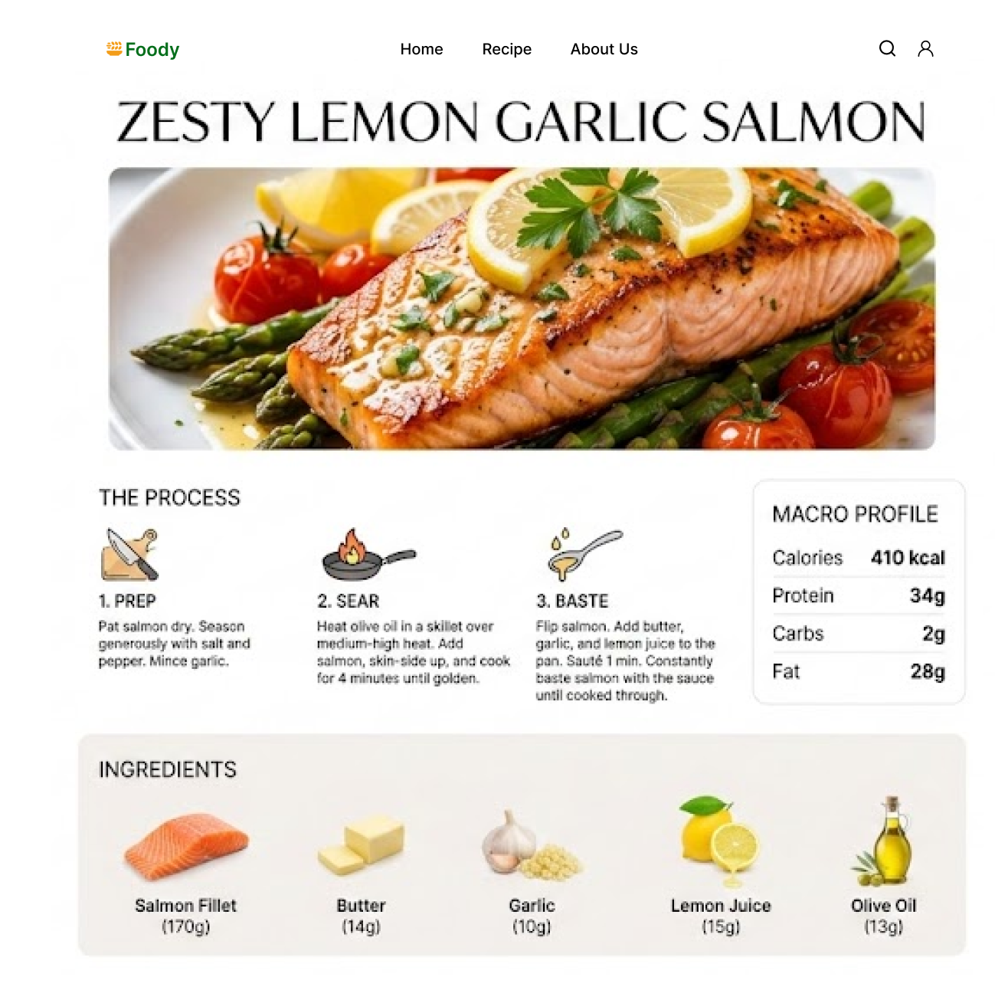 Foody
Home
Recipe
About Us
ZESTY LEMON GARLIC SALMON
THE PROCESS
1. PREP
Pat salmon dry. Season
generously with salt and
pepper. Mince garlic.
2. SEAR
Heat olive oil in a skillet over
medium-high heat. Add
salmon, skin-side up, and cook
for 4 minutes until golden.
3. BASTE
Flip salmon. Add butter,
garlic, and lemon juice to the
pan. Sauté 1 min. Constantly
baste salmon with the sauce
until cooked through.
MACRO PROFILE
Calories 410 kcal
Protein 34g
Carbs 2g
Fat 28g
INGREDIENTS
Salmon Fillet
(170g)
Butter
(14g)
Garlic
(10g)
Lemon Juice
(15g)
Olive Oil
(13g)